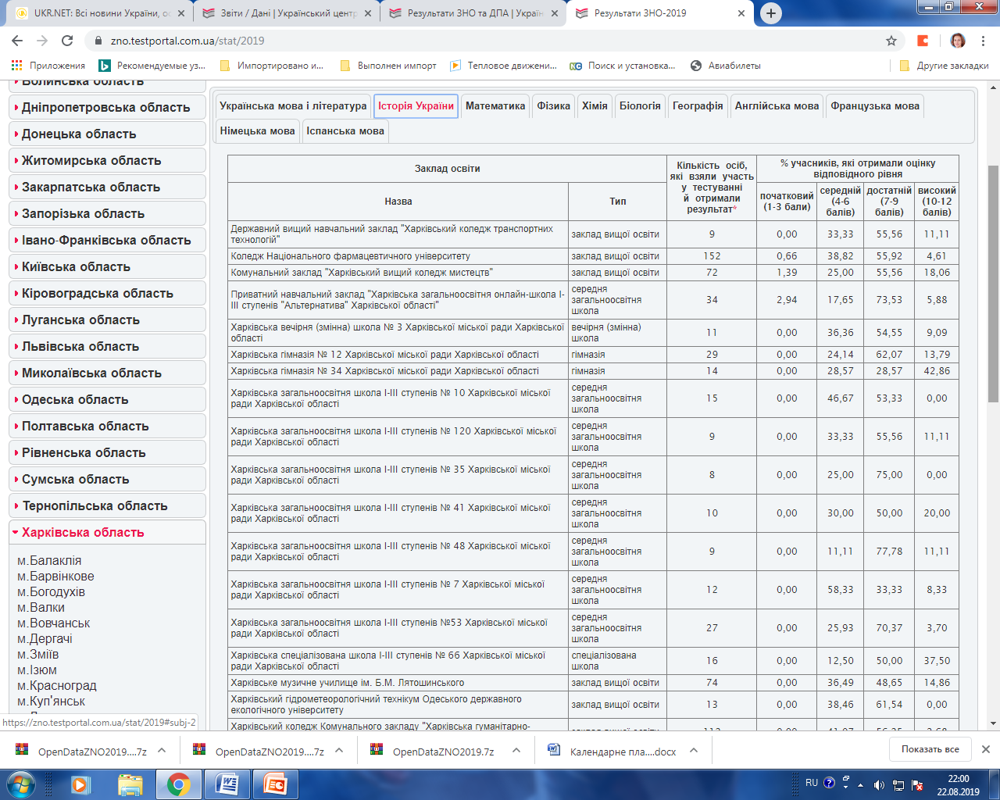 UKR.NET: Всі новини України, ос
Звіти / Дані | Український центр
Результати ЗНО та ДПА | Україн
Результати ЗНО-2019
zno.testportal.com.ua/stat/2019
Приложения
Рекомендуемые уз...
Импортировано и...
Выполнен импорт
Тепловое движени...
Поиск и установка...
Авиабилеты
Другие закладки
Волинська область
Дніпропетровська область
Донецька область
Житомирська область
Закарпатська область
Запорізька область
Івано-Франківська область
Київська область
Кіровоградська область
Луганська область
Львівська область
Миколаївська область
Одеська область
Полтавська область
Рівненська область
Сумська область
Тернопільська область
Харківська область
м.Балаклія
м.Барвінкове
м.Богодухів
м.Валки
м.Вовчанськ
м.Дергачі
м.Зміїв
м.Ізюм
м.Красноград
м.Куп'янськ
https://zno.testportal.com.ua/stat/2019#subj-2
Українська мова і література Історія України Математика Фізика Хімія Біологія Географія Англійська мова Французька мова
Німецька мова Іспанська мова
Заклад освіти
Назва
Тип
Кількість осіб,
які взяли участь
у тестуванні
й отримали
результат*
% учасників, які отримали оцінку
відповідного рівня
початковий
(1-3 бали)
середній
(4-6
балів)
достатній
(7-9
балів)
високий
(10-12
балів)
Державний вищий навчальний заклад "Харківський коледж транспортних
технологій"
заклад вищої освіти 9 0,00 33,33 55,56 11,11
Коледж Національного фармацевтичного університету заклад вищої освіти 152 0,66 38,82 55,92 4,61
Комунальний заклад "Харківський вищий коледж мистецтв" заклад вищої освіти 72 1,39 25,00 55,56 18,06
Приватний навчальний заклад "Харківська загальноосвітня онлайн-школа І-
ІІІ ступенів "Альтернатива" Харківської області"
середня
загальноосвітня
школа
34 2,94 17,65 73,53 5,88
Харківська вечірня (змінна) школа № 3 Харківської міської ради Харківської
області
вечірня (змінна)
школа
11 0,00 36,36 54,55 9,09
Харківська гімназія № 12 Харківської міської ради Харківської області гімназія 29 0,00 24,14 62,07 13,79
Харківська гімназія № 34 Харківської міської ради Харківської області гімназія 14 0,00 28,57 28,57 42,86
Харківська загальноосвітня школа І-ІІІ ступенів № 10 Харківської міської
ради Харківської області
середня
загальноосвітня
школа
15 0,00 46,67 53,33 0,00
Харківська загальноосвітня школа І-ІІІ ступенів № 120 Харківської міської
ради Харківської області
середня
загальноосвітня
школа
9 0,00 33,33 55,56 11,11
Харківська загальноосвітня школа І-ІІІ ступенів № 35 Харківської міської
ради Харківської області
середня
загальноосвітня
школа
8 0,00 25,00 75,00 0,00
Харківська загальноосвітня школа І-ІІІ ступенів № 41 Харківської міської
ради Харківської області
середня
загальноосвітня
школа
10 0,00 30,00 50,00 20,00
Харківська загальноосвітня школа І-ІІІ ступенів № 48 Харківської міської
ради Харківської області
середня
загальноосвітня
школа
9 0,00 11,11 77,78 11,11
Харківська загальноосвітня школа І-ІІІ ступенів № 7 Харківської міської
ради Харківської області
середня
загальноосвітня
школа
12 0,00 58,33 33,33 8,33
Харківська загальноосвітня школа І-ІІІ ступенів №53 Харківської міської
ради Харківської області
середня
загальноосвітня
школа
27 0,00 25,93 70,37 3,70
Харківська спеціалізована школа І-ІІІ ступенів № 66 Харківської міської
ради Харківської області
спеціалізована
школа
16 0,00 12,50 50,00 37,50
Харківське музичне училище ім. Б.М. Лятошинського заклад вищої освіти 74 0,00 36,49 48,65 14,86
Харківський гідрометеорологічний технікум Одеського державного
екологічного університету
заклад вищої освіти 13 0,00 38,46 61,54 0,00
Харківський коледж Комунального закладу "Харківська гуманітарно-
OpenDataZNO2019....7z
OpenDataZNO2019....7z
OpenDataZNO2019.7z
Календарне пла....docx
Показать все
RU
22:00
22.08.2019